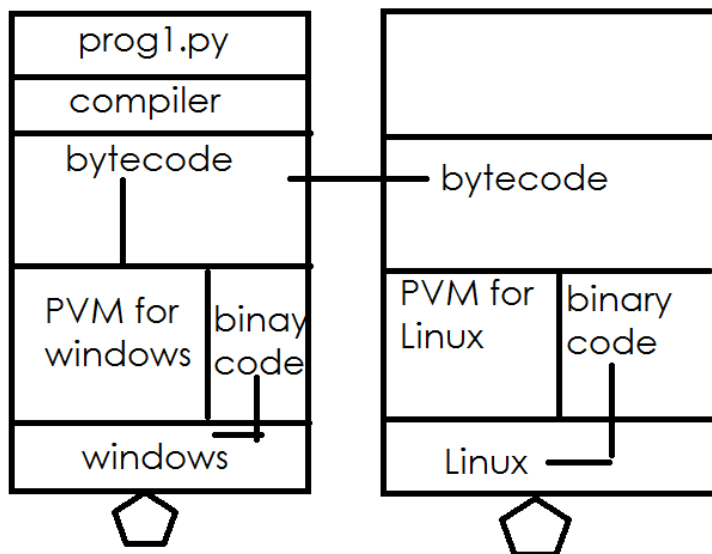 prog1.py
compiler
bytecode
PVM for
windows
binay
code
windows
bytecode
PVM for
Linux
binary
code
Linux